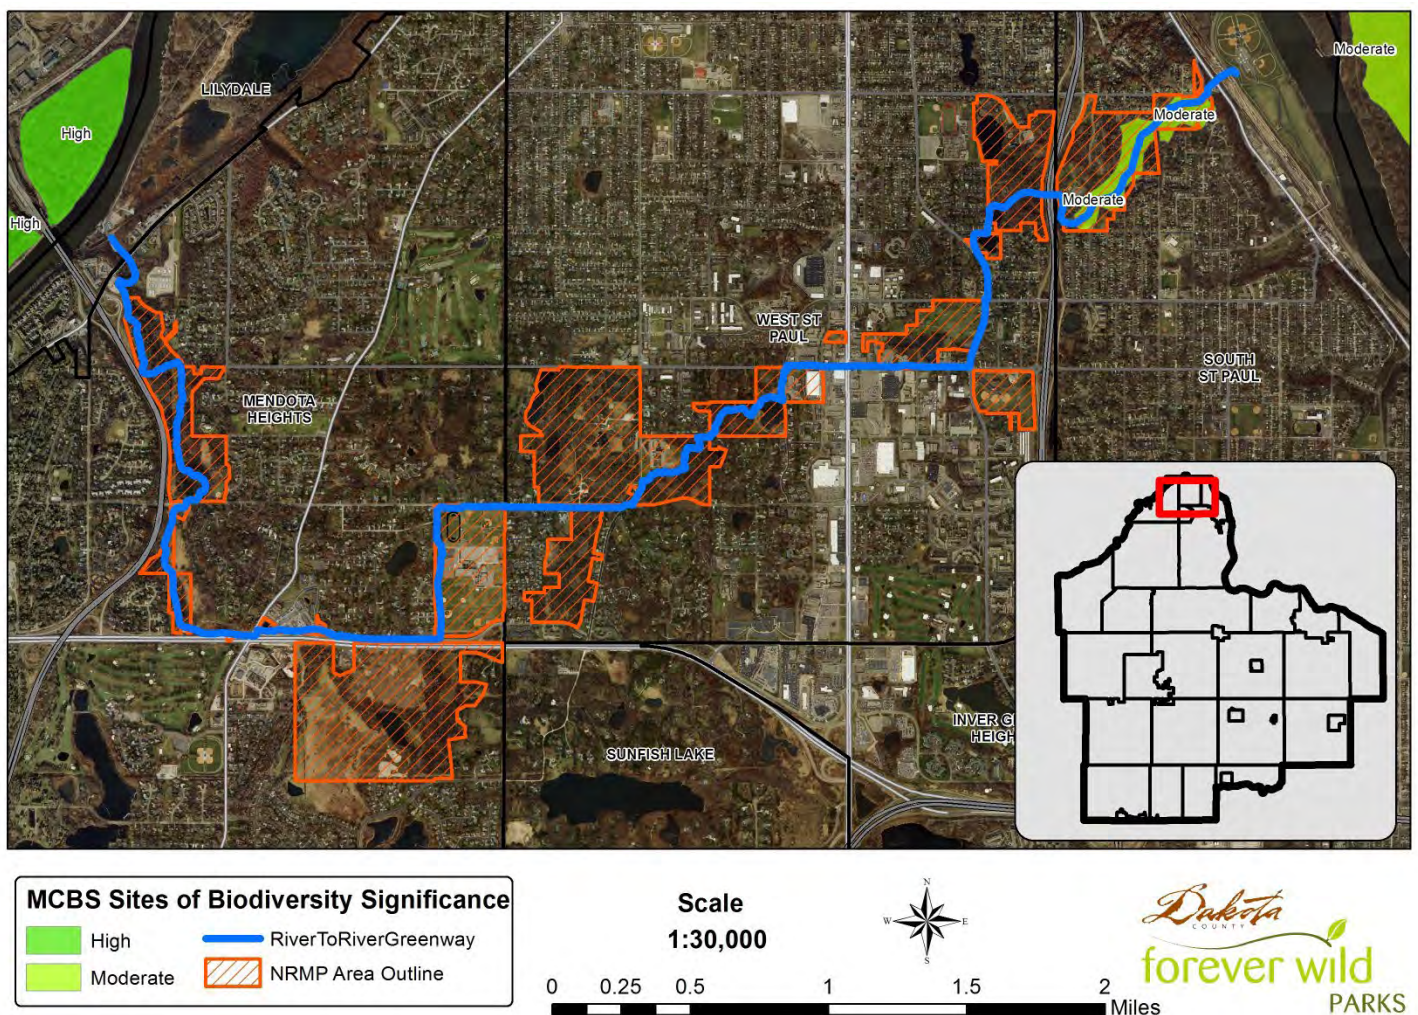 Moderate
LILYDALE
High
Moderate
Moderate
High
WEST ST
PAUL
SOUTH
ST PAUL
MENDOTA
HEIGHTS
INVER G
HEIGH
SUNFISH LAKE
MCBS Sites of Biodiversity Significance
High
RiverToRiverGreenway
Moderate
NRMP Area Outline
Scale
1:30,000
N
W
E
S
0 0.25 0.5 1 1.5 2
Miles
Dakota
COUNTY
forever wild
PARKS